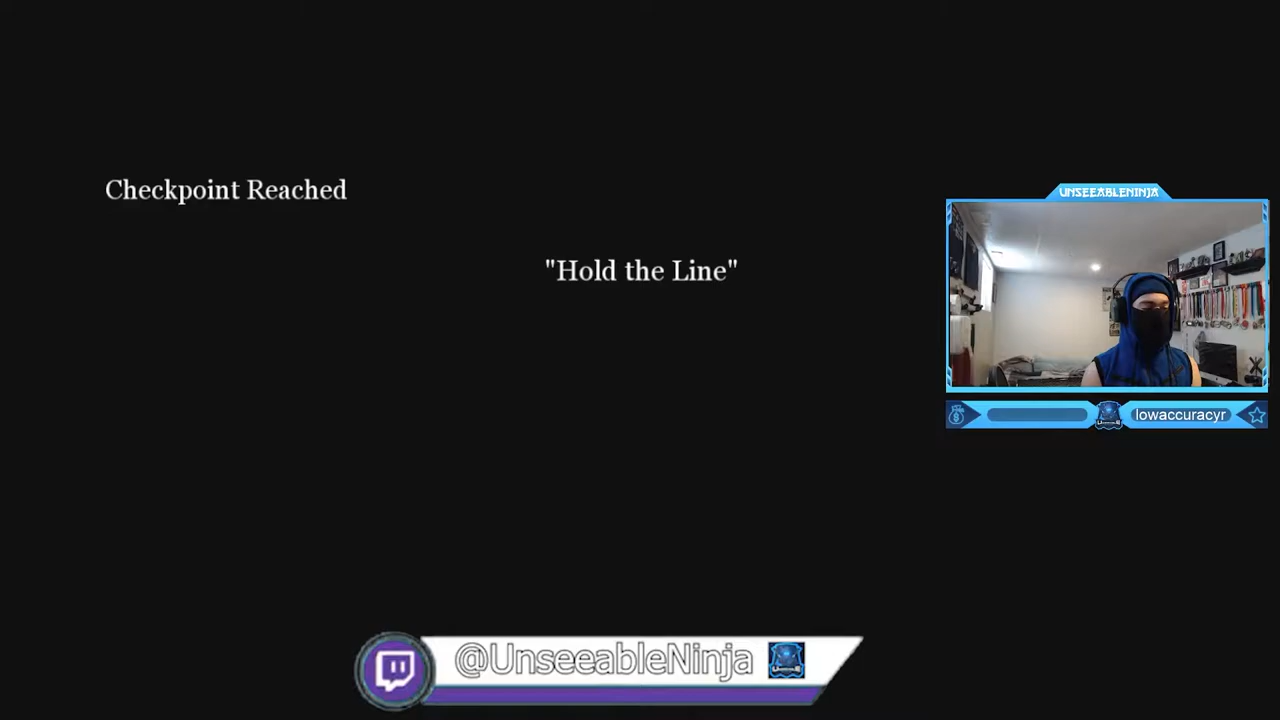 Checkpoint Reached
UNSEEABLENINJA
"Hold the Line"
lowaccuracyr
@UnseeableNinja